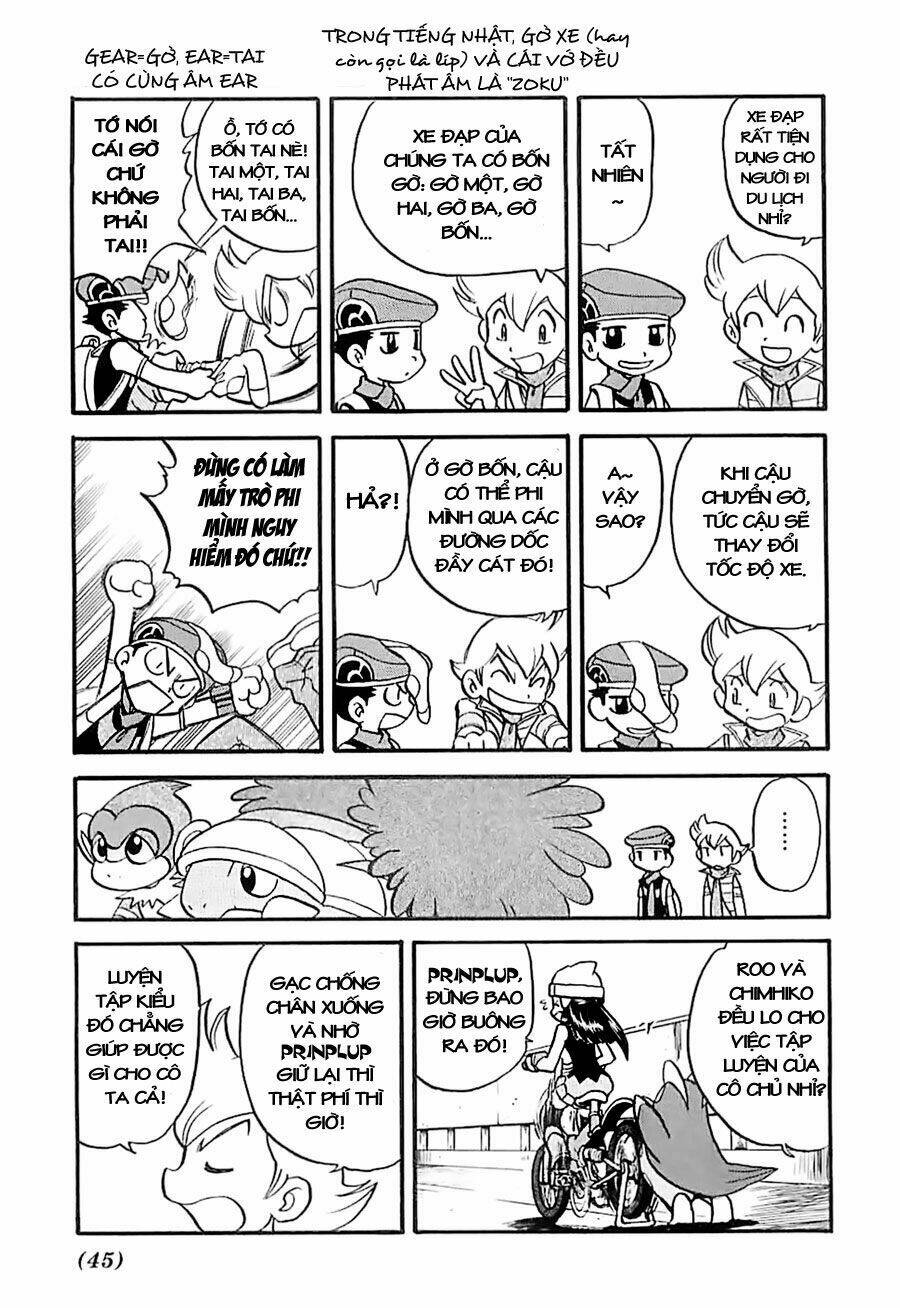 GEAR=GỜ, EAR=TAI
CÓ CÙNG ÂM EAR
TRONG TIẾNG NHẬT, GỜ XE (hay
còn gọi là líp) VÀ CÁI VỚ ĐỀU
PHÁT ÂM LÀ "ZOKU"
XE ĐẠP
RẤT TIỆN
DỤNG CHO
NGƯỜI ĐI
DU LỊCH
NHỈ?
TẤT
NHIÊN
~
XE ĐẠP CỦA
CHÚNG TA CÓ BỐN
GỜ: GỜ MỘT, GỜ
HAI, GỜ BA, GỜ
BỐN...
Ồ, TỚ CÓ
BỐN TAI NÈ!
TAI MỘT, TAI
HAI, TAI BA,
TAI BỐN...
TỚ NÓI
CÁI GỜ
CHỨ
KHÔNG
PHẢI
TAI!!
KHI CẬU
CHUYỂN GỜ,
TỨC CẬU SẼ
THAY ĐỔI
TỐC ĐỘ XE.
A~
VẬY
SAO?
Ở GỜ BỐN, CẬU
CÓ THỂ PHI
MÌNH QUA CÁC
ĐƯỜNG DỐC
ĐẦY CÁT ĐÓ!
HẢ?!
ĐỪNG CÓ LÀM
MẤY TRÒ PHI
MÌNH NGUY
HIỂM ĐÓ CHỨ!!
......
ROO VÀ
CHIMHIKO
ĐỀU LO CHO
VIỆC TẬP
LUYỆN CỦA
CÔ CHỦ NHỈ?
PRINPLUP,
ĐỪNG BAO
GIỜ BUÔNG
RA ĐÓ!
GẠC CHỐNG
CHÂN XUỐNG
VÀ NHỜ
PRINPLUP
GIỮ LẠI THÌ
THẬT PHÍ THÌ
GIỜ!
LUYỆN
TẬP KIỂU
ĐÓ CHẲNG
GIÚP ĐƯỢC
GÌ CHO CÔ
TA CẢ!
(45)